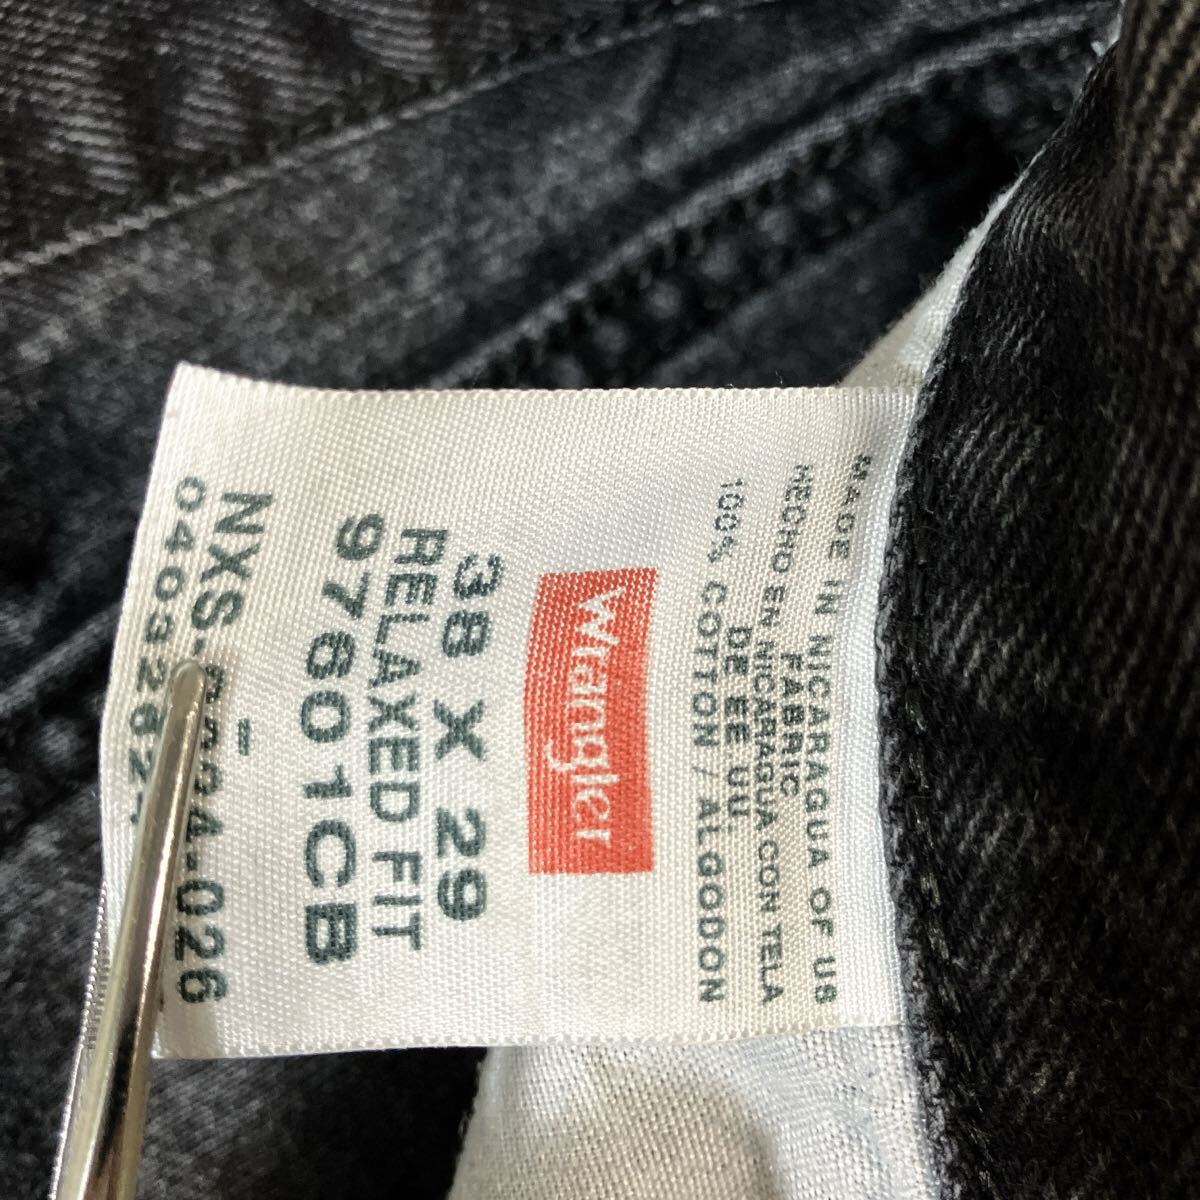 MADE IN NICARAGUA OF US
FABRIC
HECHO EN NICARAGUA CON TELA
DE EE UU.
100% COTTON / ALGODON
Wrangler
38 X 29
RELAXED FIT
97601CB
-
026